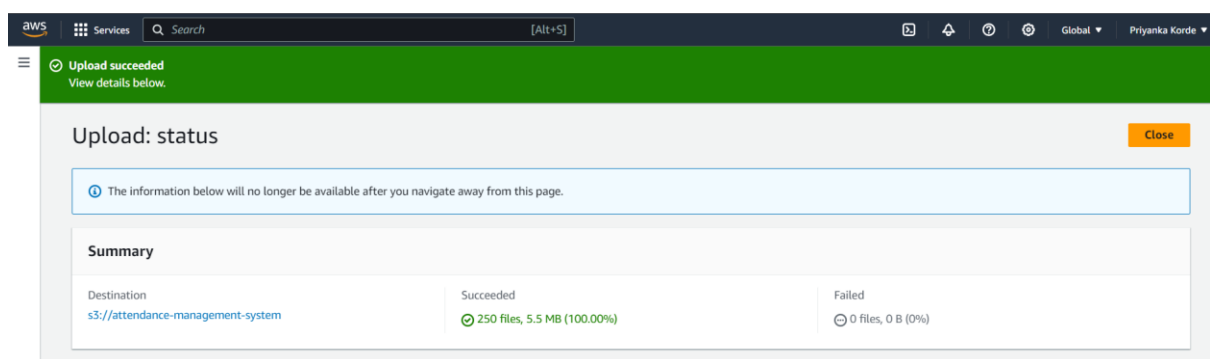 aws Services Search [Alt+S] Global Priyanka Korde
Upload succeeded
View details below.
Upload: status Close
The information below will no longer be available after you navigate away from this page.
Summary
Destination Succeeded Failed
s3://attendance-management-system 250 files, 5.5 MB (100.00%) 0 files, 0 B (0%)